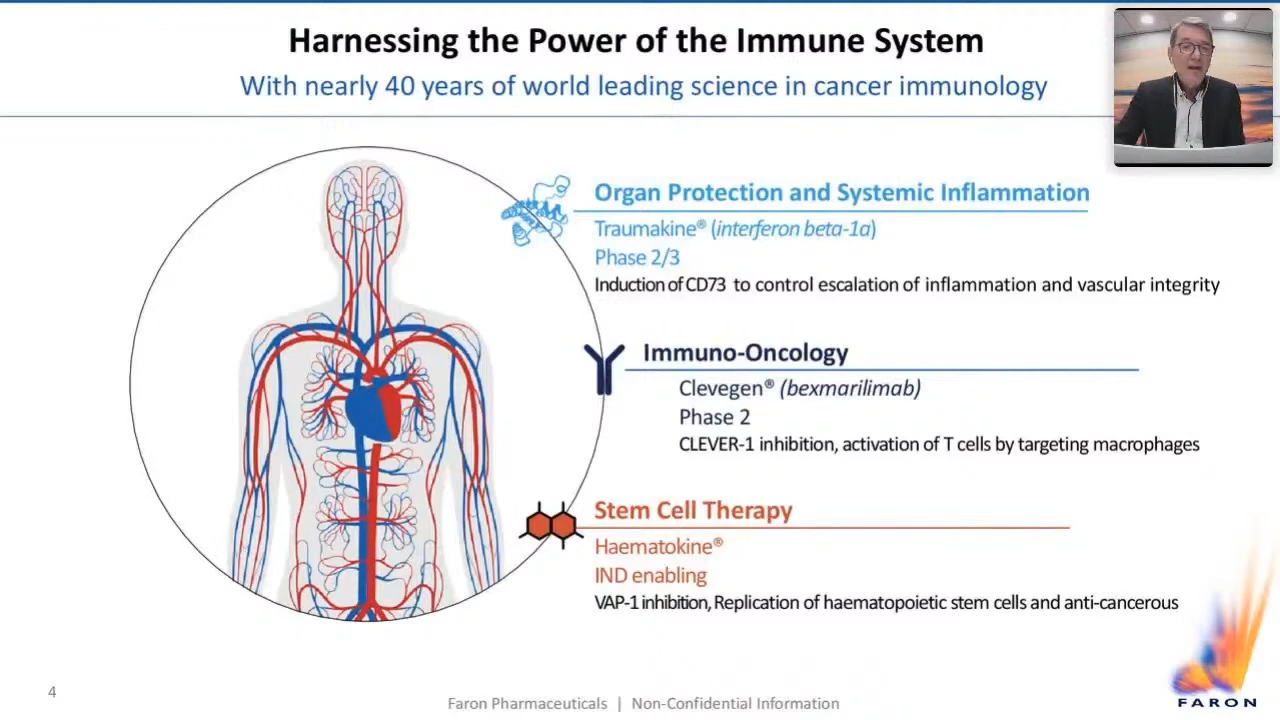 Harnessing the Power of the Immune System
With nearly 40 years of world leading science in cancer immunology
Organ Protection and Systemic Inflammation
Traumakine® (interferon beta-1a)
Phase 2/3
Induction of CD73 to control escalation of inflammation and vascular integrity
Immuno-Oncology
Clevegen® (bexmarilimab)
Phase 2
CLEVER-1 inhibition, activation of T cells by targeting macrophages
Stem Cell Therapy
Haematokine®
IND enabling
VAP-1 inhibition, Replication of haematopoietic stem cells and anti-cancerous
4
Faron Pharmaceuticals | Non-Confidential Information
FARON